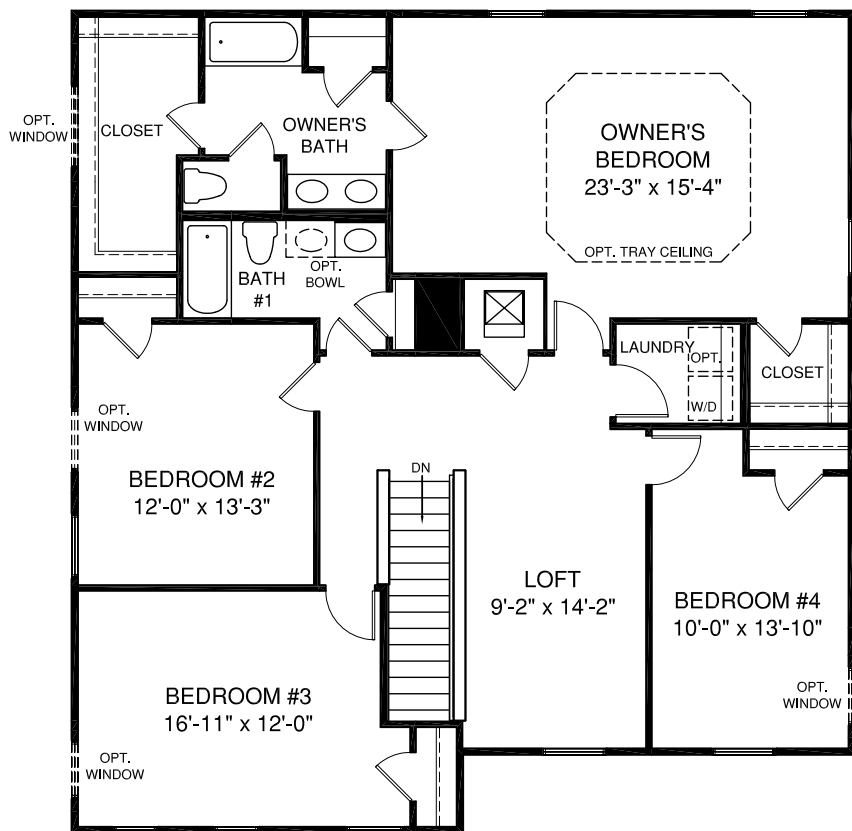 OPT.
WINDOW
CLOSET
OWNER'S
BATH
OWNER'S
BEDROOM
23'-3" x 15'-4"
OPT. TRAY CEILING
BATH
#1
OPT.
BOWL
LAUNDRY
OPT.
W/D
CLOSET
OPT.
WINDOW
BEDROOM #2
12'-0" x 13'-3"
DN
LOFT
9'-2" x 14'-2"
BEDROOM #4
10'-0" x 13'-10"
OPT.
WINDOW
BEDROOM #3
16'-11" x 12'-0"
OPT.
WINDOW